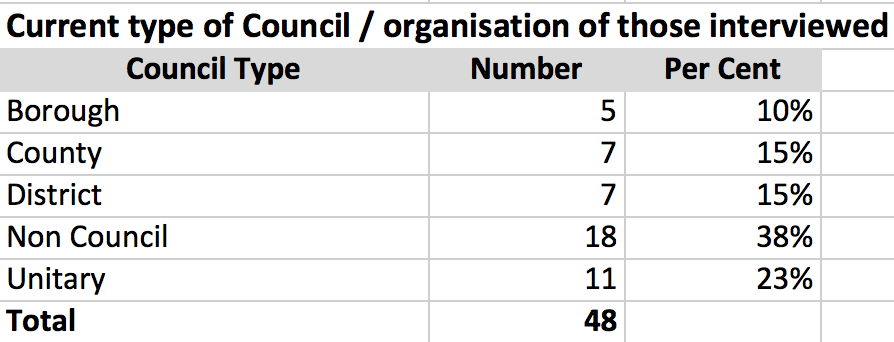 Current type of Council / organisation of those interviewed
Council Type Number Per Cent
Borough 5 10%
County 7 15%
District 7 15%
Non Council 18 38%
Unitary 11 23%
Total 48